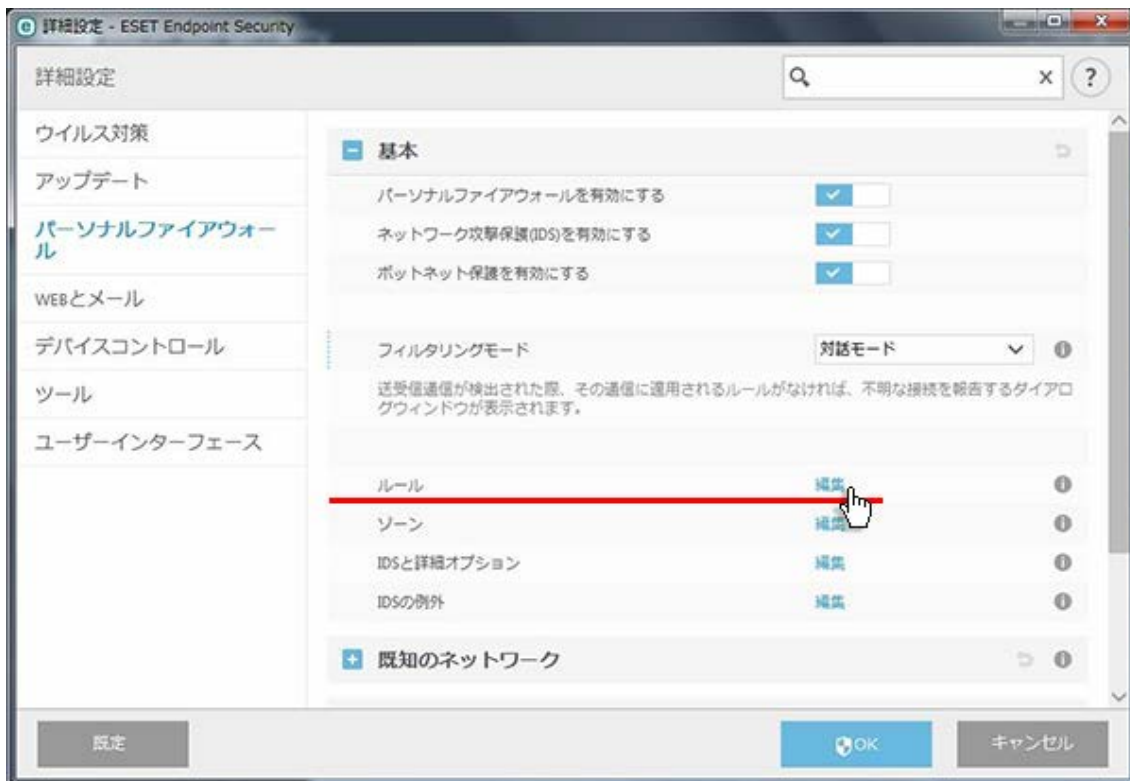 詳細設定 - ESET Endpoint Security
詳細設定
ウイルス対策
アップデート
パーソナルファイアウォー
ル
WEBとメール
デバイスコントロール
ツール
ユーザーインターフェース
基本
パーソナルファイアウォールを有効にする
ネットワーク攻撃保護(IDS)を有効にする
ボットネット保護を有効にする
フィルタリングモード 対話モード
送受信通信が検出された際、その通信に適用されるルールがなければ、不明な接続を報告するダイアロ
グウィンドウが表示されます。
ルール 編集
ゾーン 編集
IDSと詳細オプション 編集
IDSの例外 編集
既知のネットワーク
既定 OK キャンセル